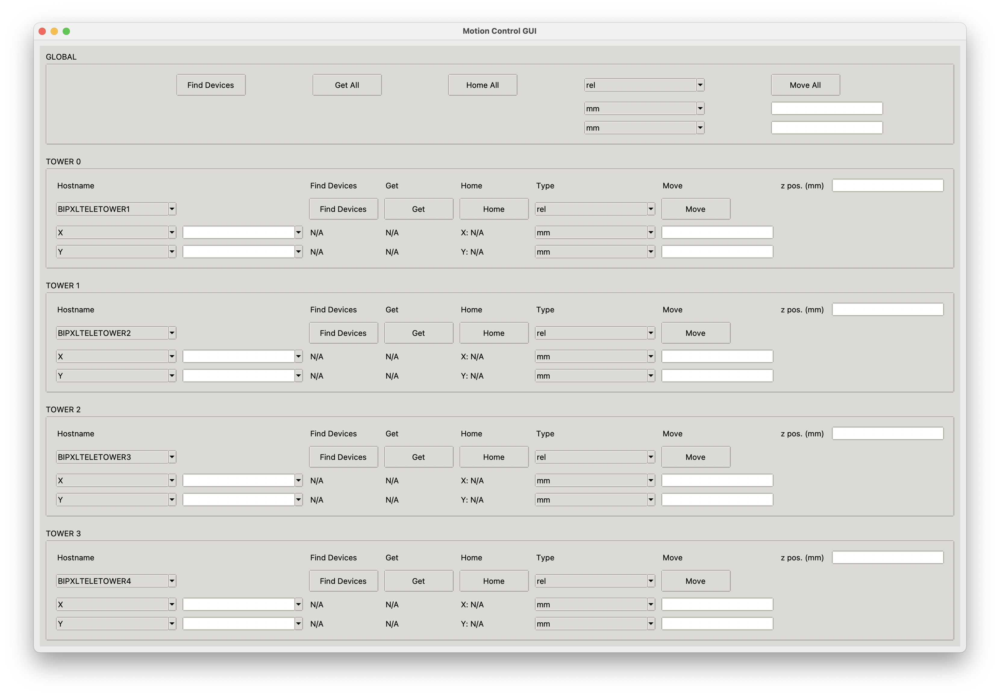 Motion Control GUI
GLOBAL
Find Devices Get All Home All rel Move All
mm
mm
TOWER 0
Hostname Find Devices Get Home Type Move z pos. (mm)
BIPXLTELETOWER1 Find Devices Get Home rel Move
X N/A N/A X: N/A mm
Y N/A N/A Y: N/A mm
TOWER 1
Hostname Find Devices Get Home Type Move z pos. (mm)
BIPXLTELETOWER2 Find Devices Get Home rel Move
X N/A N/A X: N/A mm
Y N/A N/A Y: N/A mm
TOWER 2
Hostname Find Devices Get Home Type Move z pos. (mm)
BIPXLTELETOWER3 Find Devices Get Home rel Move
X N/A N/A X: N/A mm
Y N/A N/A Y: N/A mm
TOWER 3
Hostname Find Devices Get Home Type Move z pos. (mm)
BIPXLTELETOWER4 Find Devices Get Home rel Move
X N/A N/A X: N/A mm
Y N/A N/A Y: N/A mm